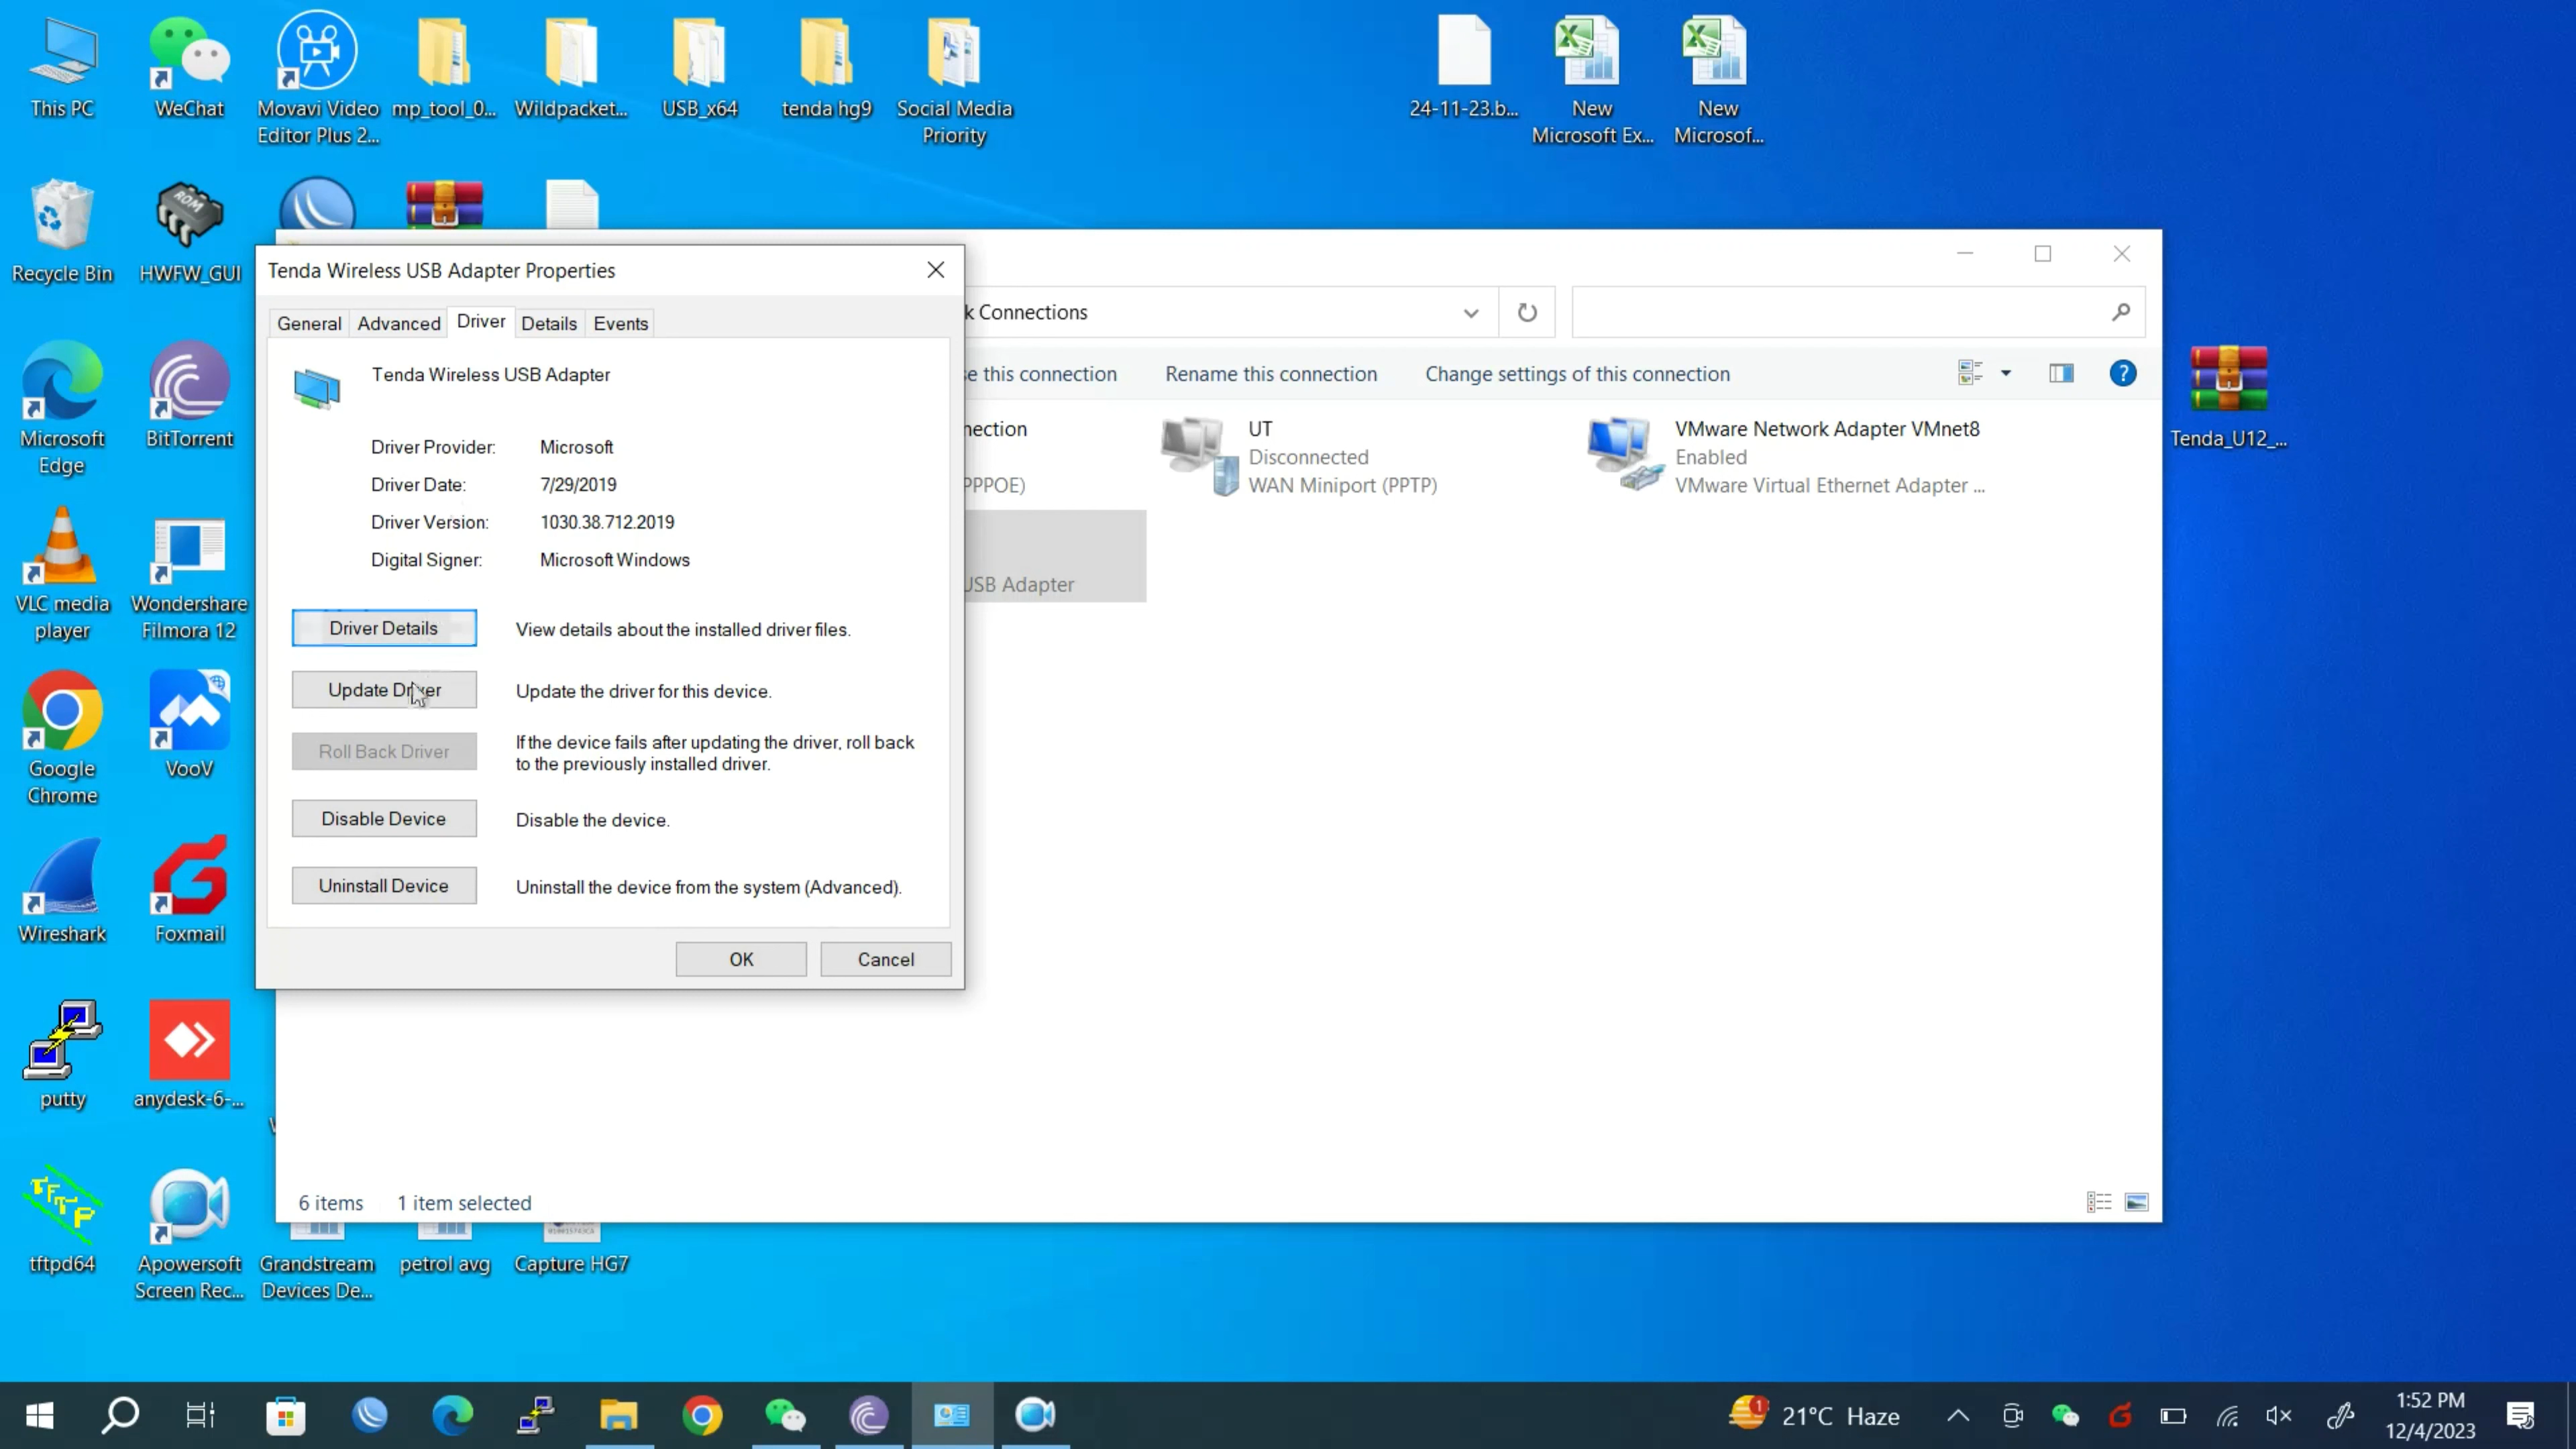 This PC
WeChat
Movavi Video
Editor Plus 2...
mp_tool_0...
Wildpacket...
USB_x64
tenda hg9
Social Media
Priority
24-11-23.b...
New
Microsoft Ex...
New
Microsof...
Recycle Bin
ROM
HWFW_GUI
Microsoft
Edge
BitTorrent
VLC media
player
Wondershare
Filmora 12
Google
Chrome
VooV
Wireshark
Foxmail
putty
anydesk-6-...
TFTP
tftpd64
Apowersoft
Screen Rec...
Grandstream
Devices De...
petrol avg
Capture HG7
Tenda_U12_...
Tenda Wireless USB Adapter Properties
General
Advanced
Driver
Details
Events
Tenda Wireless USB Adapter
Driver Provider: Microsoft
Driver Date: 7/29/2019
Driver Version: 1030.38.712.2019
Digital Signer: Microsoft Windows
Driver Details
View details about the installed driver files.
Update Driver
Update the driver for this device.
Roll Back Driver
If the device fails after updating the driver, roll back
to the previously installed driver.
Disable Device
Disable the device.
Uninstall Device
Uninstall the device from the system (Advanced).
OK
Cancel
k Connections
se this connection
Rename this connection
Change settings of this connection
?
nection
PPPOE)
UT
Disconnected
WAN Miniport (PPTP)
VMware Network Adapter VMnet8
Enabled
VMware Virtual Ethernet Adapter ...
USB Adapter
6 items
1 item selected
1
21°C Haze
1:52 PM
12/4/2023